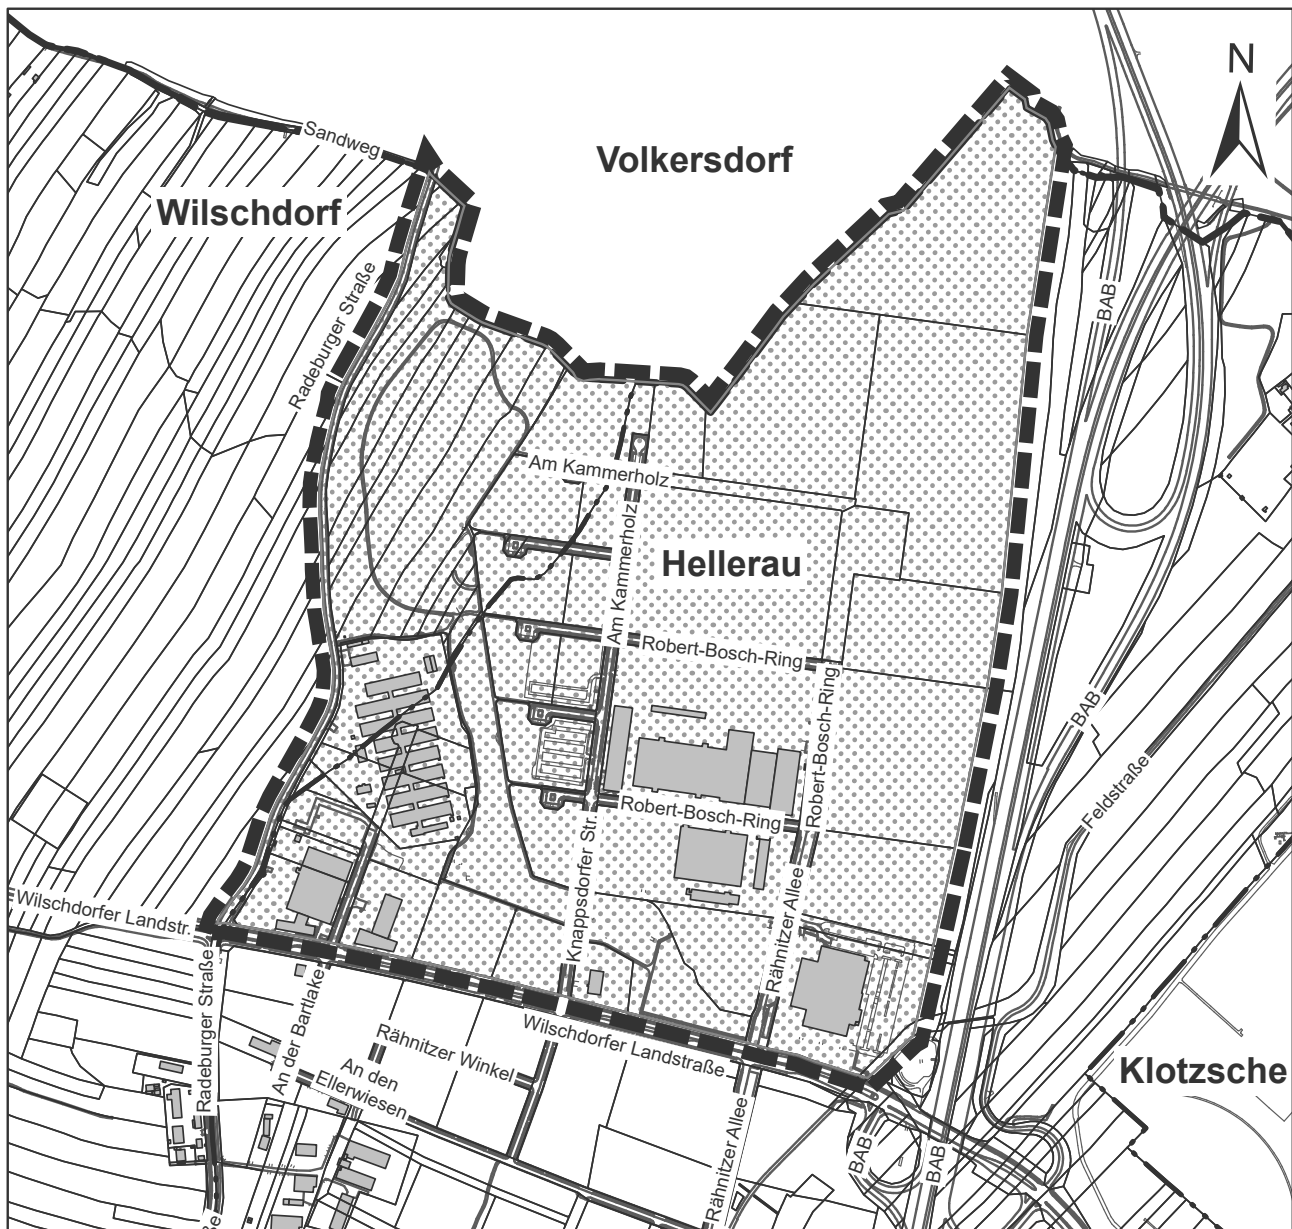 N
Sandweg
Volkersdorf
Wilschdorf
Radeburger Straße
BAB
Am Kammerholz
Am Kammerholz
Hellerau
Robert-Bosch-Ring
Robert-Bosch-Ring
BAB
Feldstraße
Robert-Bosch-Ring
Knappsdorfer Str.
Rähnitzer Allee
Wilschdorfer Landstr.
Radeburger Straße
An der Bartlake
Rähnitzer Winkel
Wilschdorfer Landstraße
An den
Ellerwiesen
Klotzsche
Rähnitzer Allee
BAB
BAB
ße